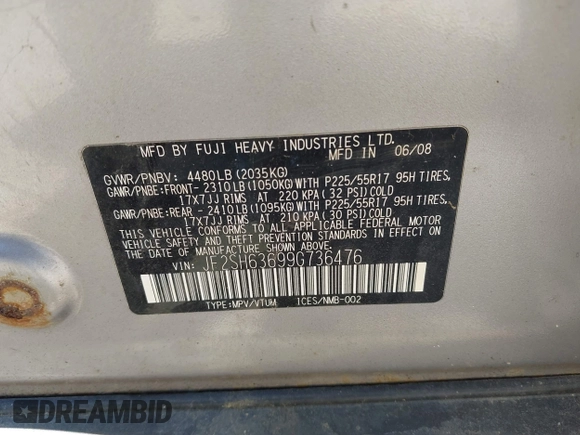 MFD BY FUJI HEAVY INDUSTRIES LTD.
MFD IN 06/08
GVWR/PNBV: 4480LB (2035KG)
GAWR/PNBE:FRONT- 2310LB (1050KG)WITH P225/55R17 95H TIRES,
17X7JJ RIMS AT 220 KPA ( 32 PSI) COLD
GAWR/PNBE:REAR - 2410LB (1095KG)WITH P225/55R17 95H TIRES,
17X7JJ RIMS AT 210 KPA ( 30 PSI) COLD
THIS VEHICLE CONFORMS TO ALL APPLICABLE FEDERAL MOTOR
VEHICLE SAFETY STANDARDS IN EFFECT ON
THE DATE OF MANUFACTURE SHOWN ABOVE.
VIN: JF2SH63699G736476
TYPE:MPV/VTUM ICES/NMB-002
DREAMBID